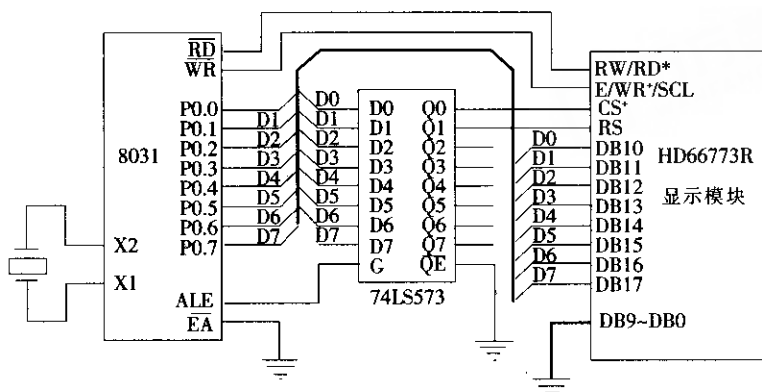 8031
RD
WR
P0.0
P0.1
P0.2
P0.3
P0.4
P0.5
P0.6
P0.7
X2
X1
ALE
EA
D1
D2
D3
D4
D5
D6
D7
D0
D1
D2
D3
D4
D5
D6
D7
D0 Q0
D1 Q1
D2 Q2
D3 Q3
D4 Q4
D5 Q5
D6 Q6
D7 Q7
G QE
74LS573
D0
D1
D2
D3
D4
D5
D6
D7
RW/RD*
E/WR*/SCL
CS*
RS
DB10
DB11
DB12
DB13
DB14
DB15
DB16
DB17
DB9~DB0
HD66773R
显示模块